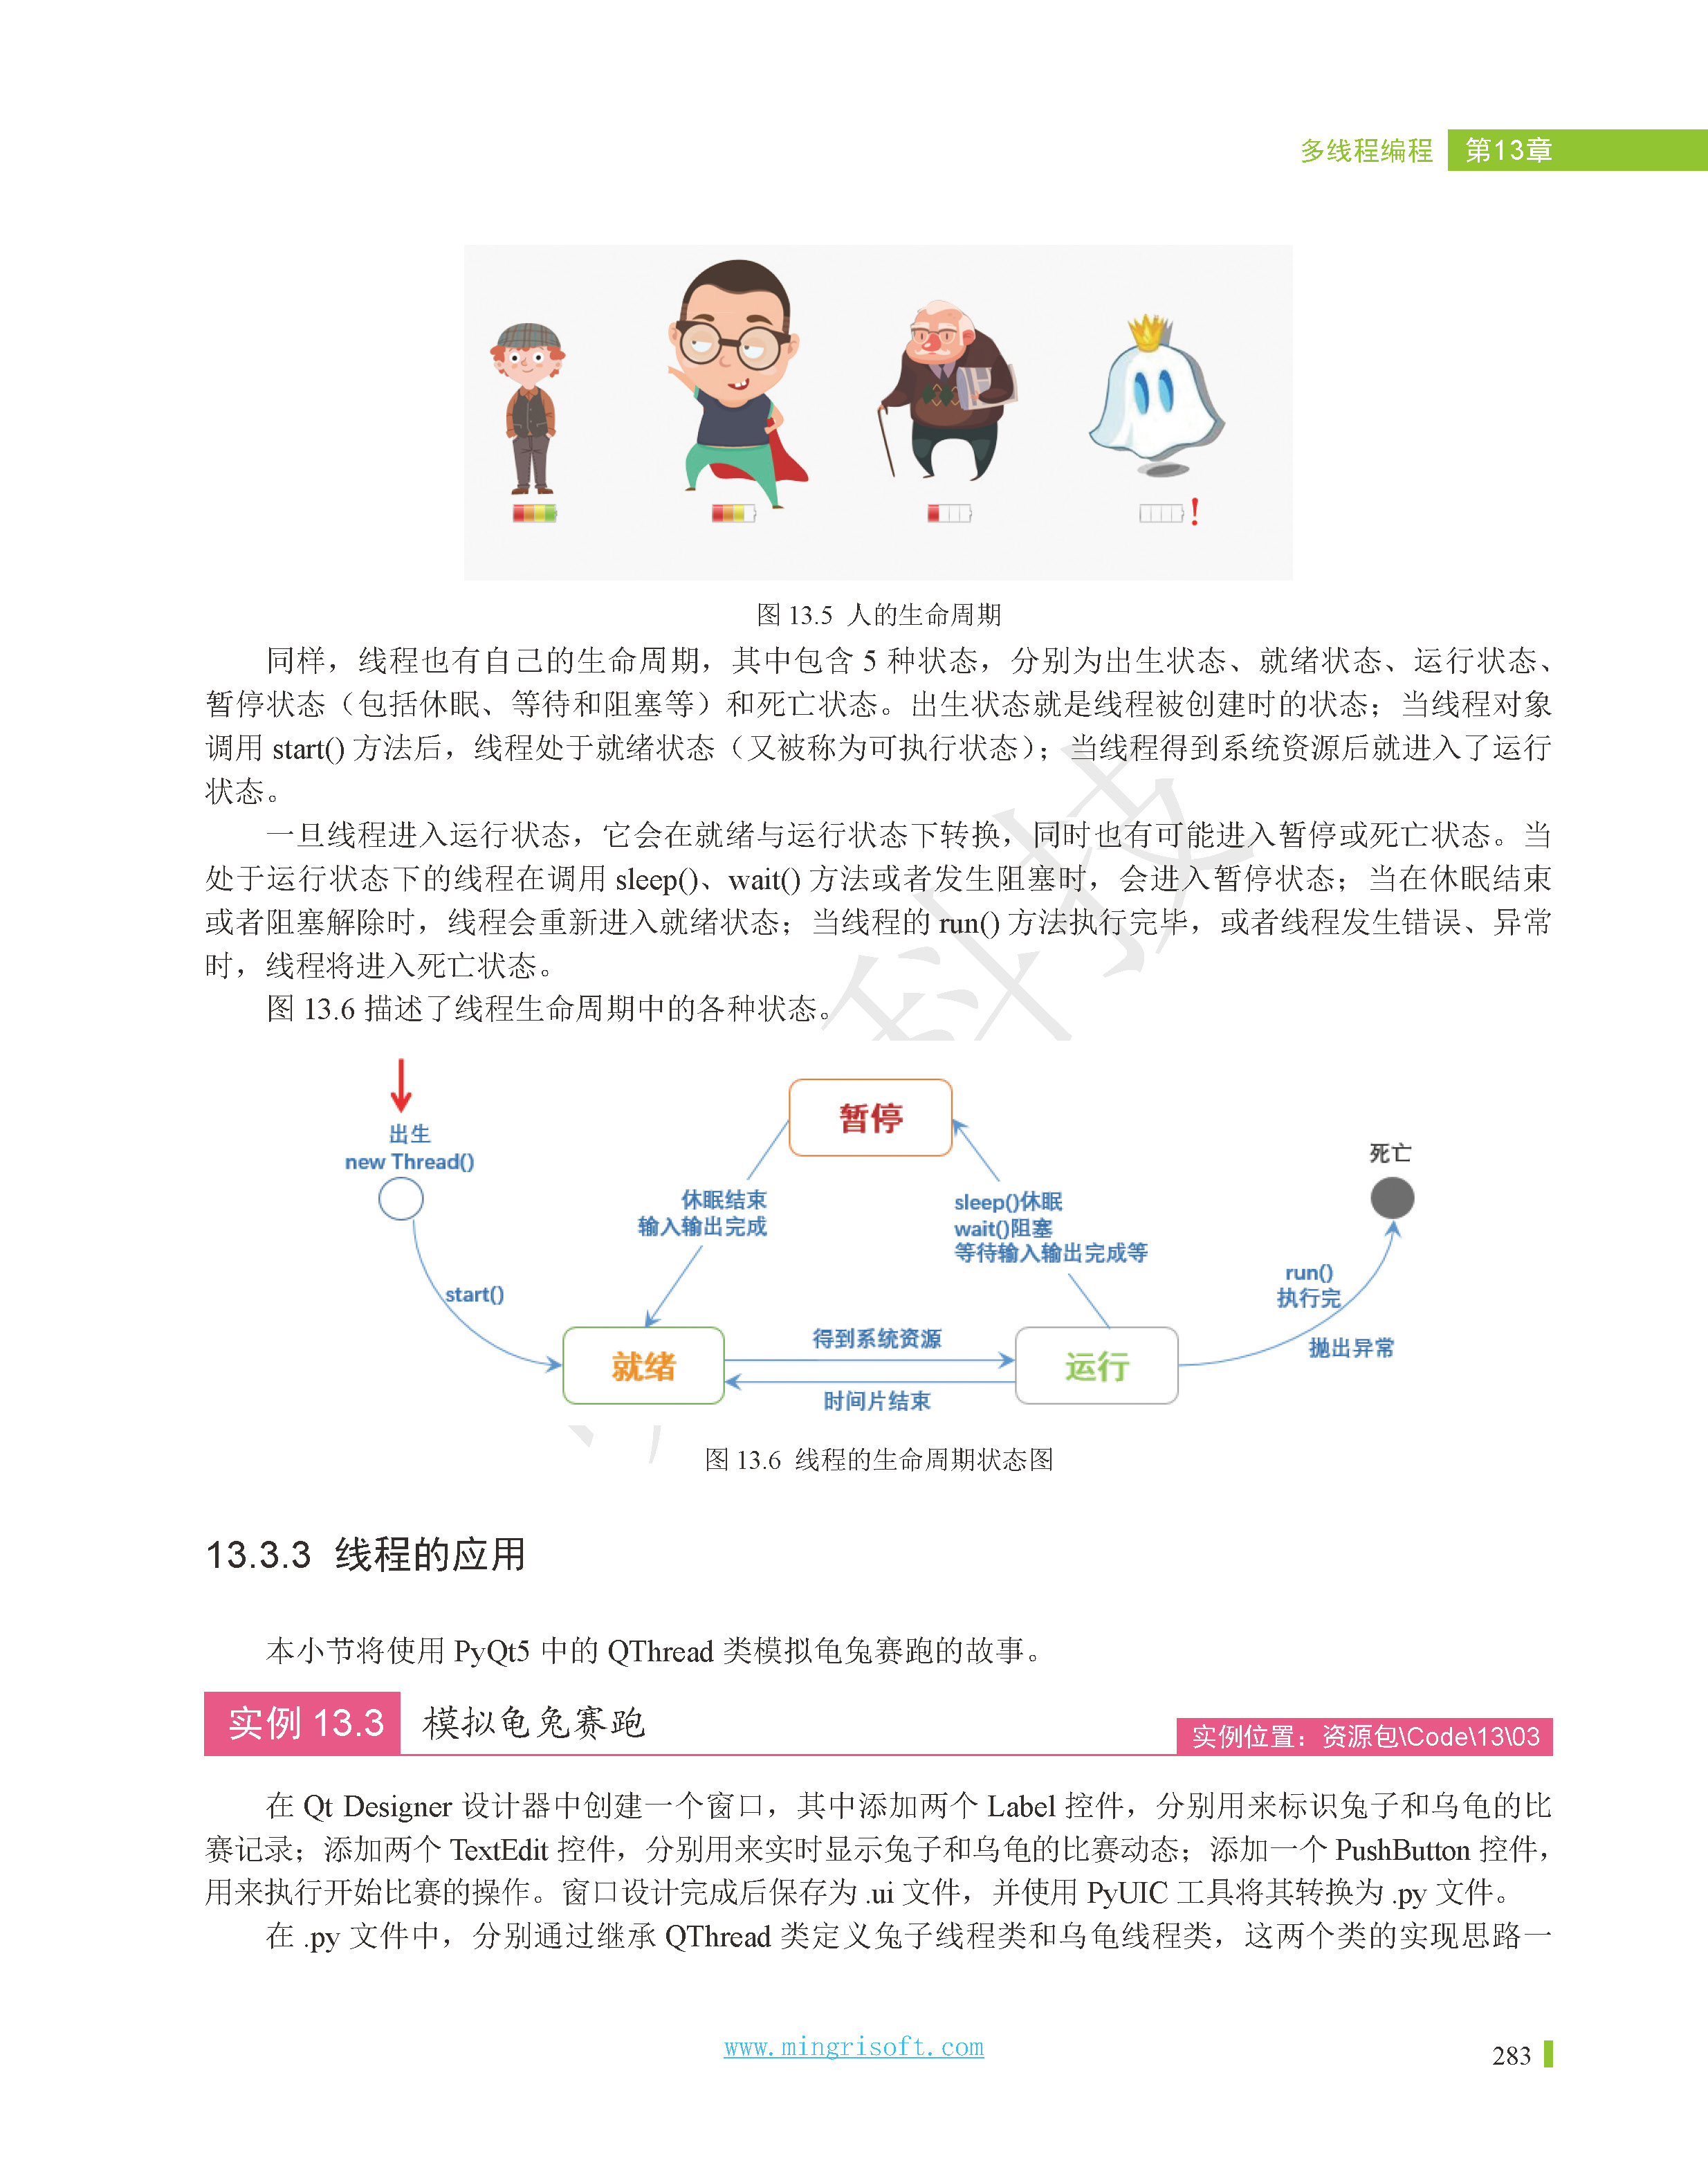 多线程编程 第13章
图 13.5 人的生命周期
同样，线程也有自己的生命周期，其中包含 5 种状态，分别为出生状态、就绪状态、运行状态、
暂停状态（包括休眠、等待和阻塞等）和死亡状态。出生状态就是线程被创建时的状态；当线程对象
调用 start() 方法后，线程处于就绪状态（又被称为可执行状态）；当线程得到系统资源后就进入了运行
状态。
一旦线程进入运行状态，它会在就绪与运行状态下转换，同时也有可能进入暂停或死亡状态。当
处于运行状态下的线程在调用 sleep()、wait() 方法或者发生阻塞时，会进入暂停状态；当在休眠结束
或者阻塞解除时，线程会重新进入就绪状态；当线程的 run() 方法执行完毕，或者线程发生错误、异常
时，线程将进入死亡状态。
图 13.6 描述了线程生命周期中的各种状态。
科技
出生
new Thread()
start()
暂停
休眠结束
输入输出完成
sleep()休眠
wait()阻塞
等待输入输出完成等
就绪
得到系统资源
时间片结束
运行
死亡
run()
执行完
抛出异常
图 13.6 线程的生命周期状态图
13.3.3 线程的应用
本小节将使用 PyQt5 中的 QThread 类模拟龟兔赛跑的故事。
实例 13.3 模拟龟兔赛跑
实例位置：资源包\Code\13\03
在 Qt Designer 设计器中创建一个窗口，其中添加两个 Label 控件，分别用来标识兔子和乌龟的比
赛记录；添加两个 TextEdit 控件，分别用来实时显示兔子和乌龟的比赛动态；添加一个 PushButton 控件，
用来执行开始比赛的操作。窗口设计完成后保存为 .ui 文件，并使用 PyUIC 工具将其转换为 .py 文件。
在 .py 文件中，分别通过继承 QThread 类定义兔子线程类和乌龟线程类，这两个类的实现思路一
www.mingrisoft.com
283